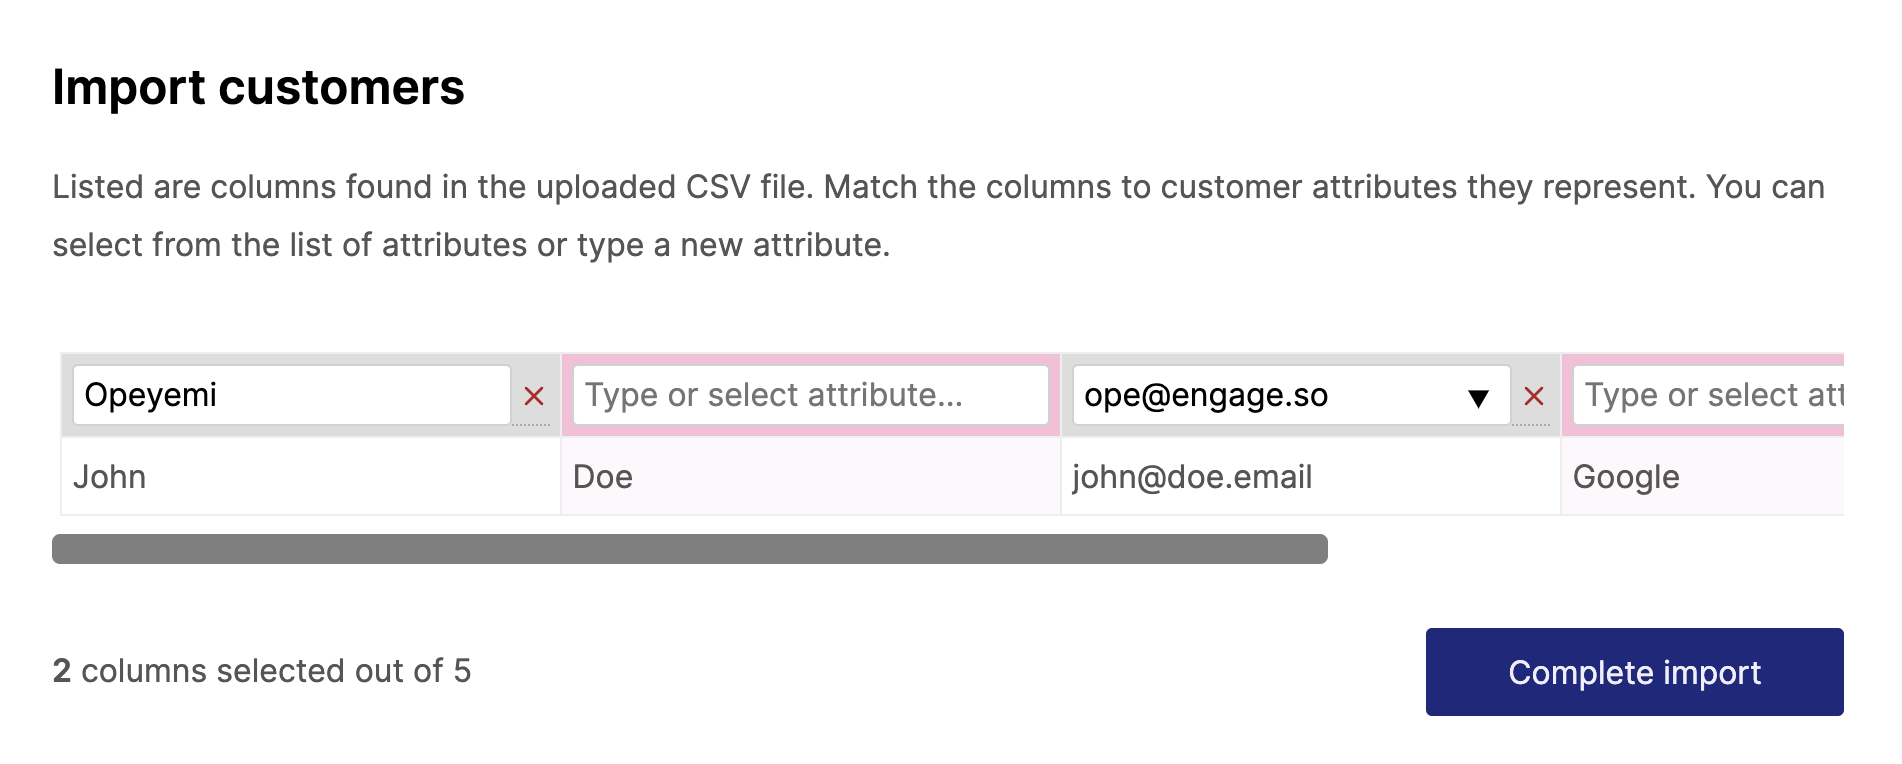 Import customers
Listed are columns found in the uploaded CSV file. Match the columns to customer attributes they represent. You can
select from the list of attributes or type a new attribute.
Opeyemi Type or select attribute... ope@engage.so Type or select att
John Doe john@doe.email Google
2 columns selected out of 5
Complete import